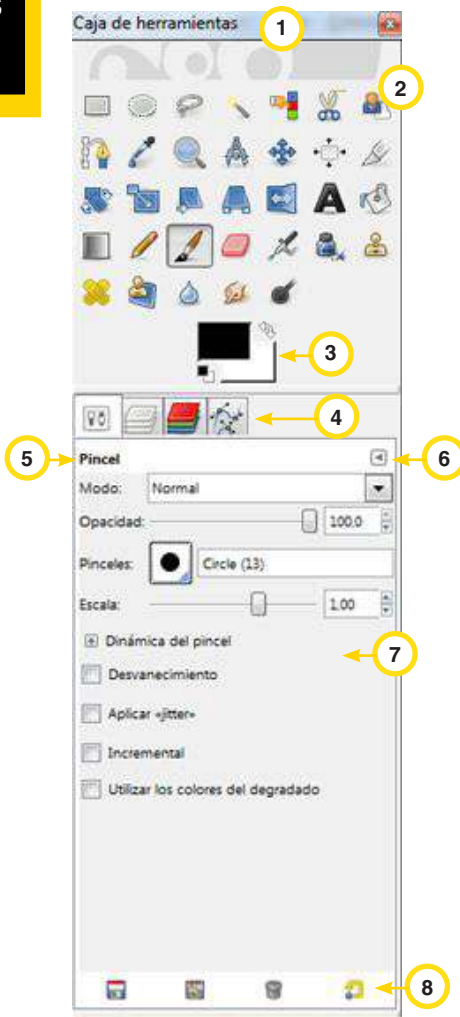 Caja de herramientas
1
2
3
4
5
6
Pincel
Modo: Normal
Opacidad: 100,0
Pinceles: Circle (13)
Escala: 1,00
Dinámica del pincel
7
Desvanecimiento
Aplicar «jitter»
Incremental
Utilizar los colores del degradado
8